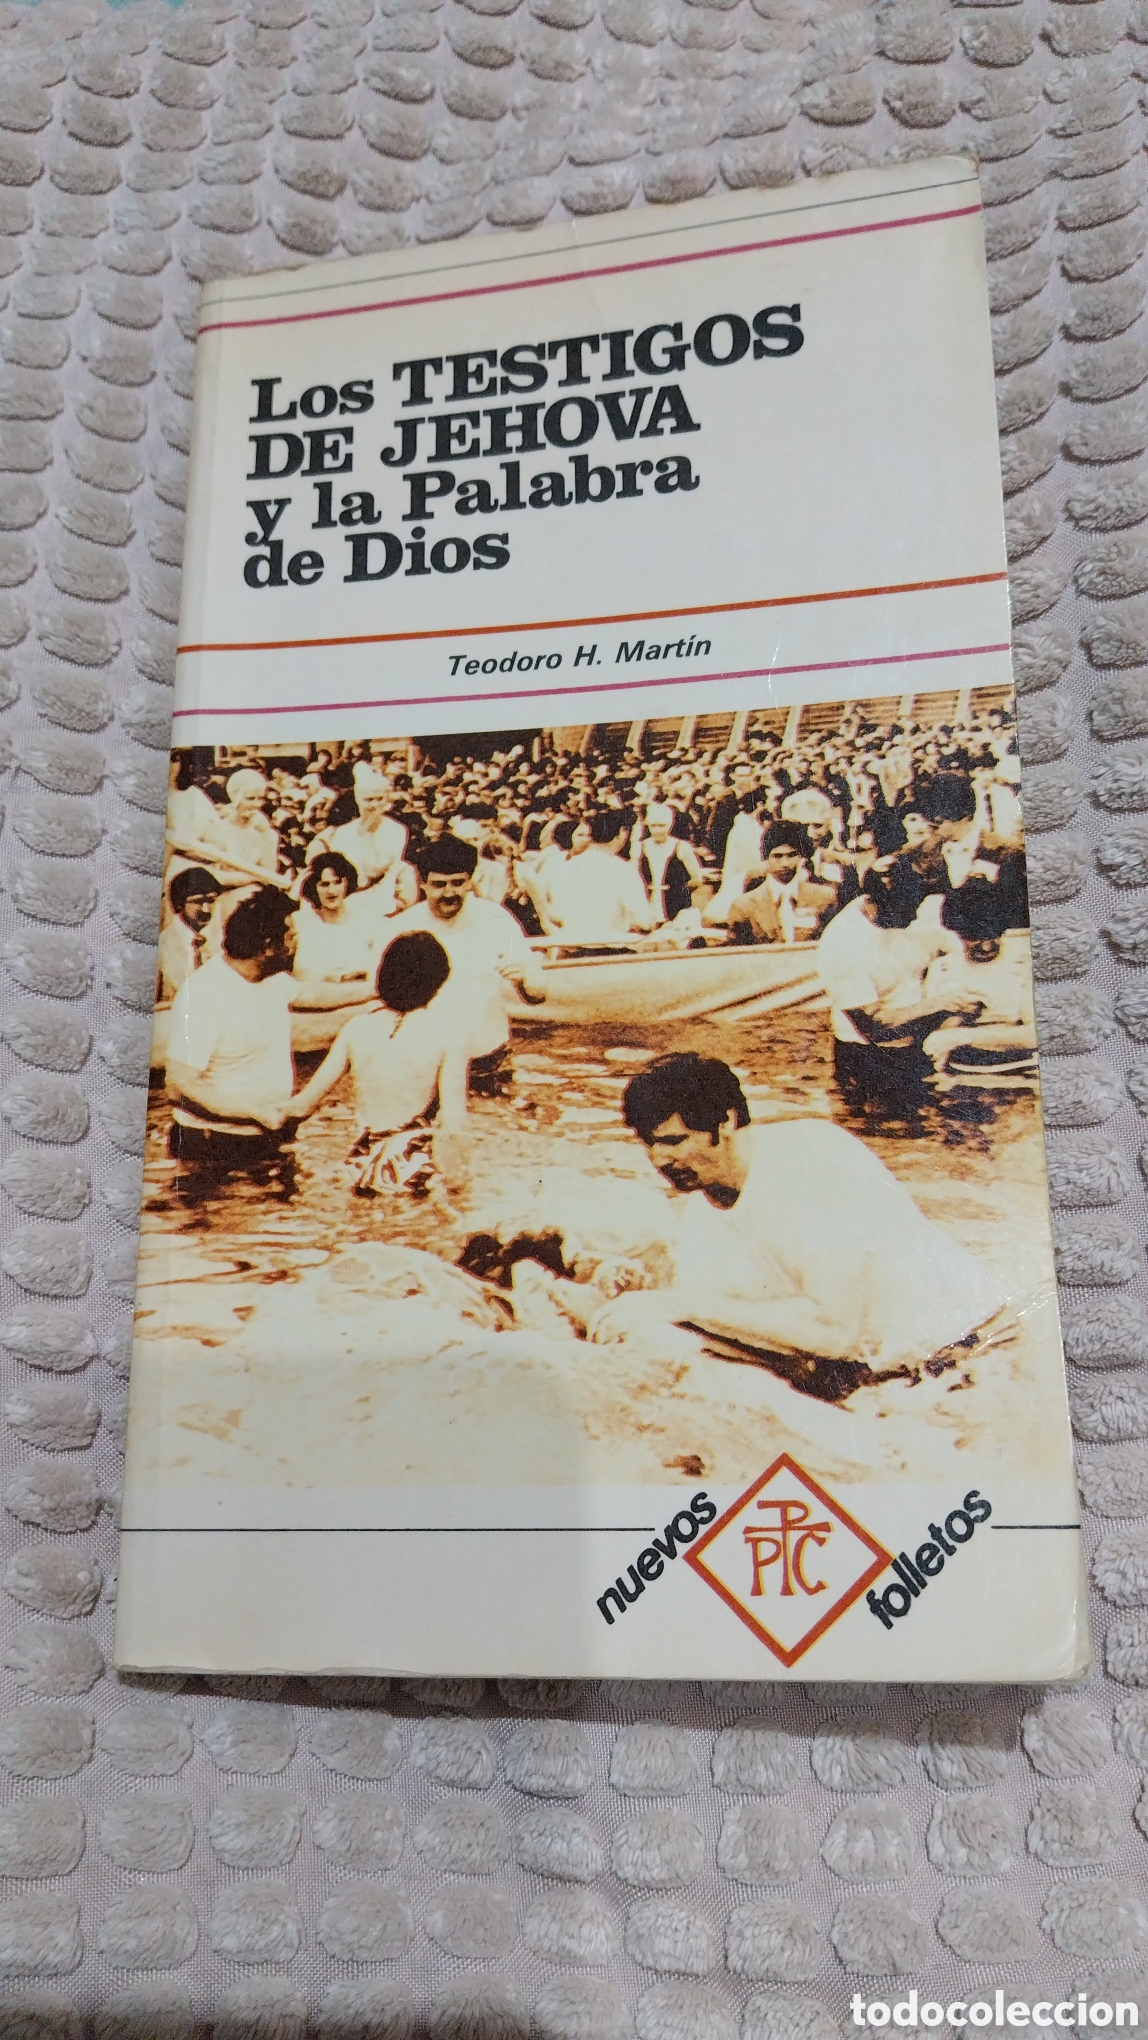 Los TESTIGOS
DE JEHOVA
y la Palabra
de Dios
Teodoro H. Martín
nuevos
PPC
folletos
todocoleccion